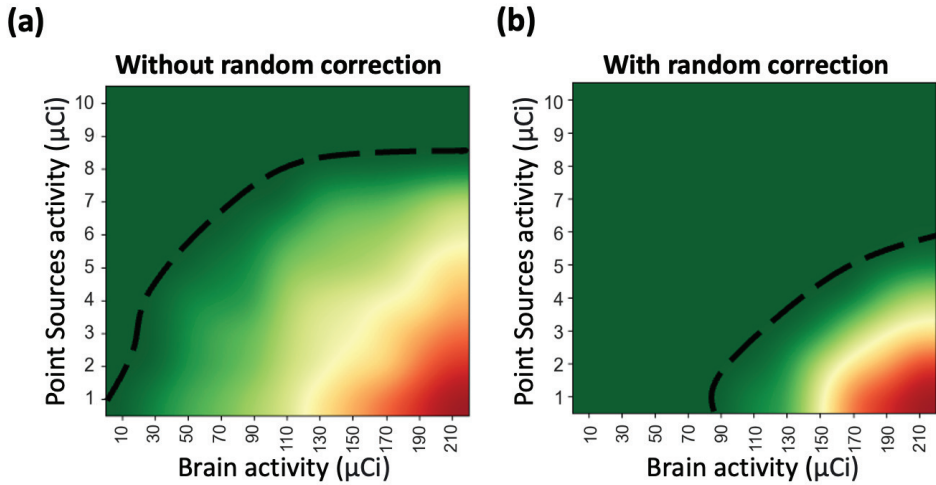 (a)
Without random correction
Point Sources activity (µCi)
10
9
8
7
6
5
4
3
2
1
10 30 50 70 90 110 130 150 170 190 210
Brain activity (µCi)
(b)
With random correction
Point Sources activity (µCi)
10
9
8
7
6
5
4
3
2
1
10 30 50 70 90 110 130 150 170 190 210
Brain activity (µCi)